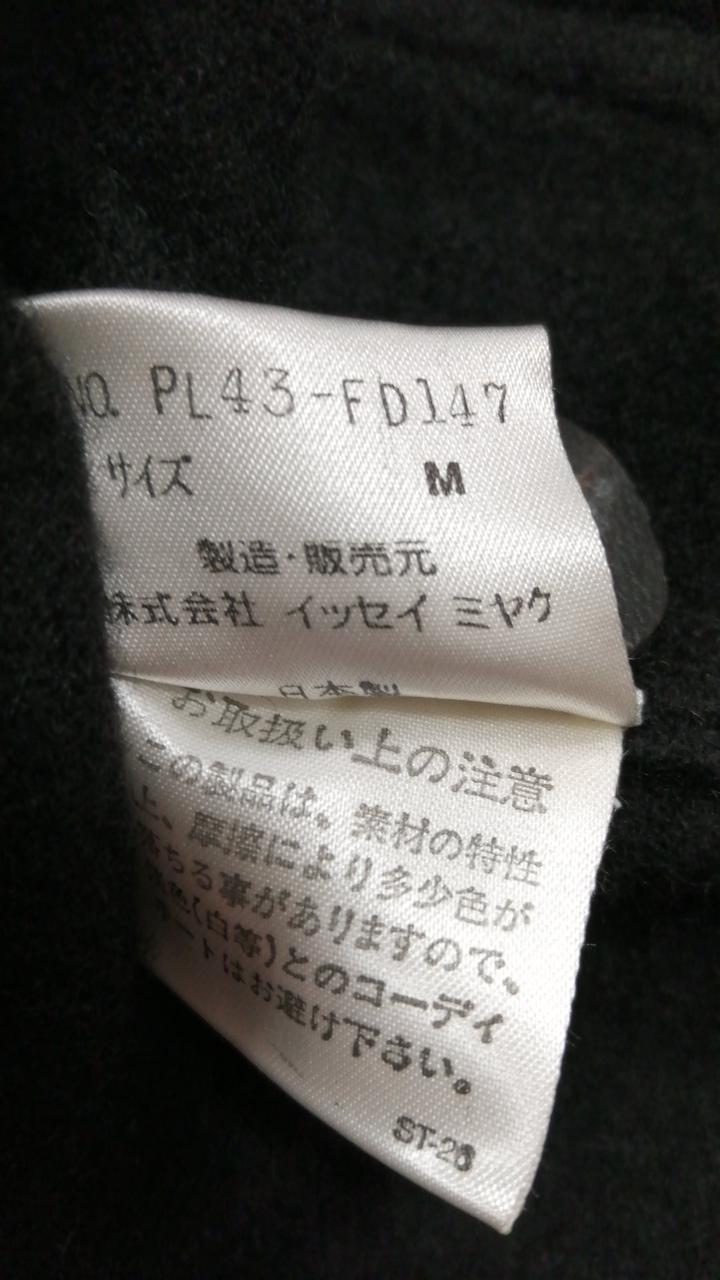 NO. PL43-FD147
サイズ M
製造・販売元
株式会社 イッセイ ミヤケ
日本製
お取扱い上の注意
この製品は、素材の特性
上、摩擦により多少色が
落ちる事がありますので、
淡色(白等)とのコーディ
ネートはお避け下さい。
ST-26